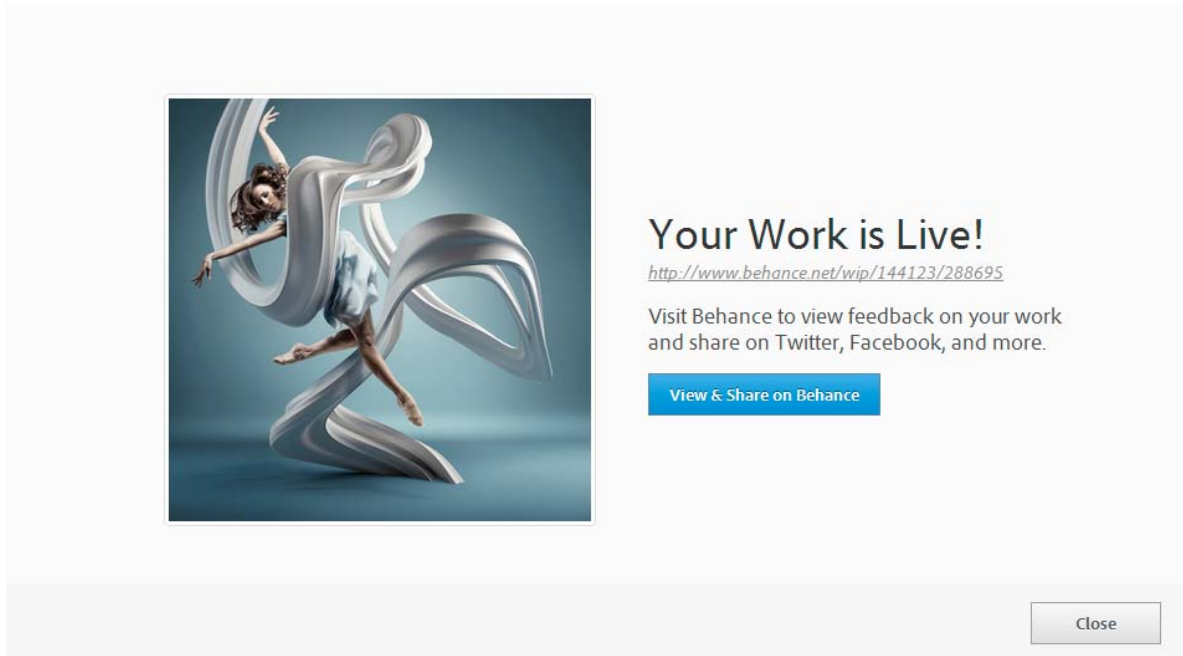 Your Work is Live!
http://www.behance.net/wip/144123/288695
Visit Behance to view feedback on your work
and share on Twitter, Facebook, and more.
View & Share on Behance
Close